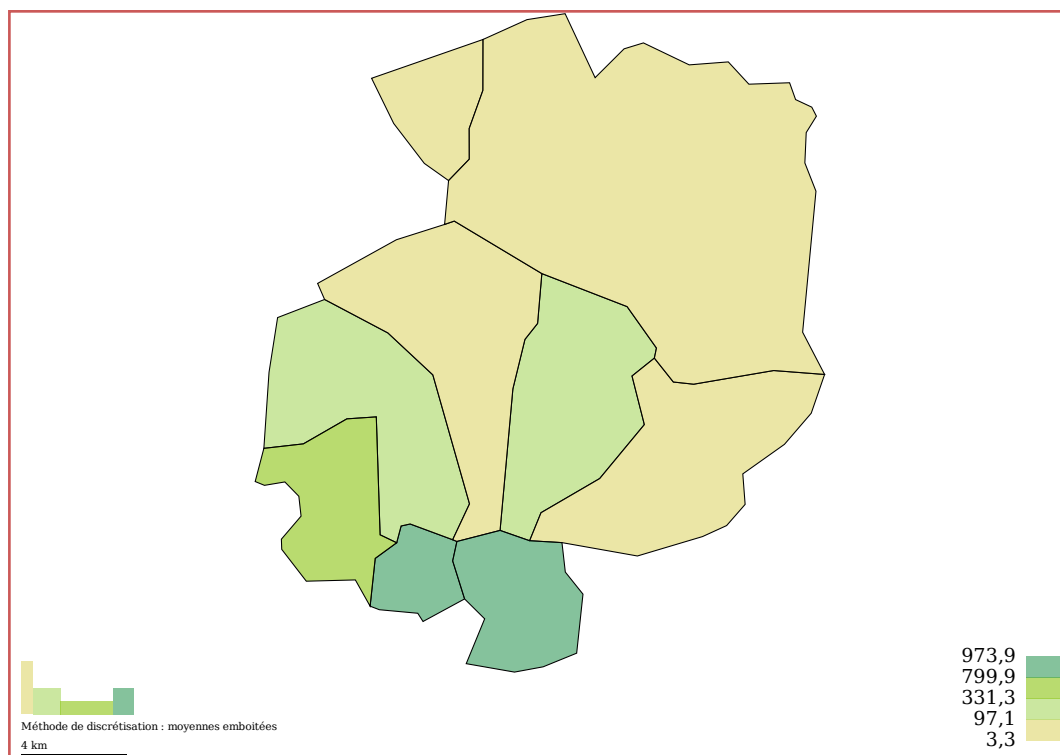 973,9
799,9
331,3
97,1
3,3
Méthode de discrétisation : moyennes emboitées
4 km